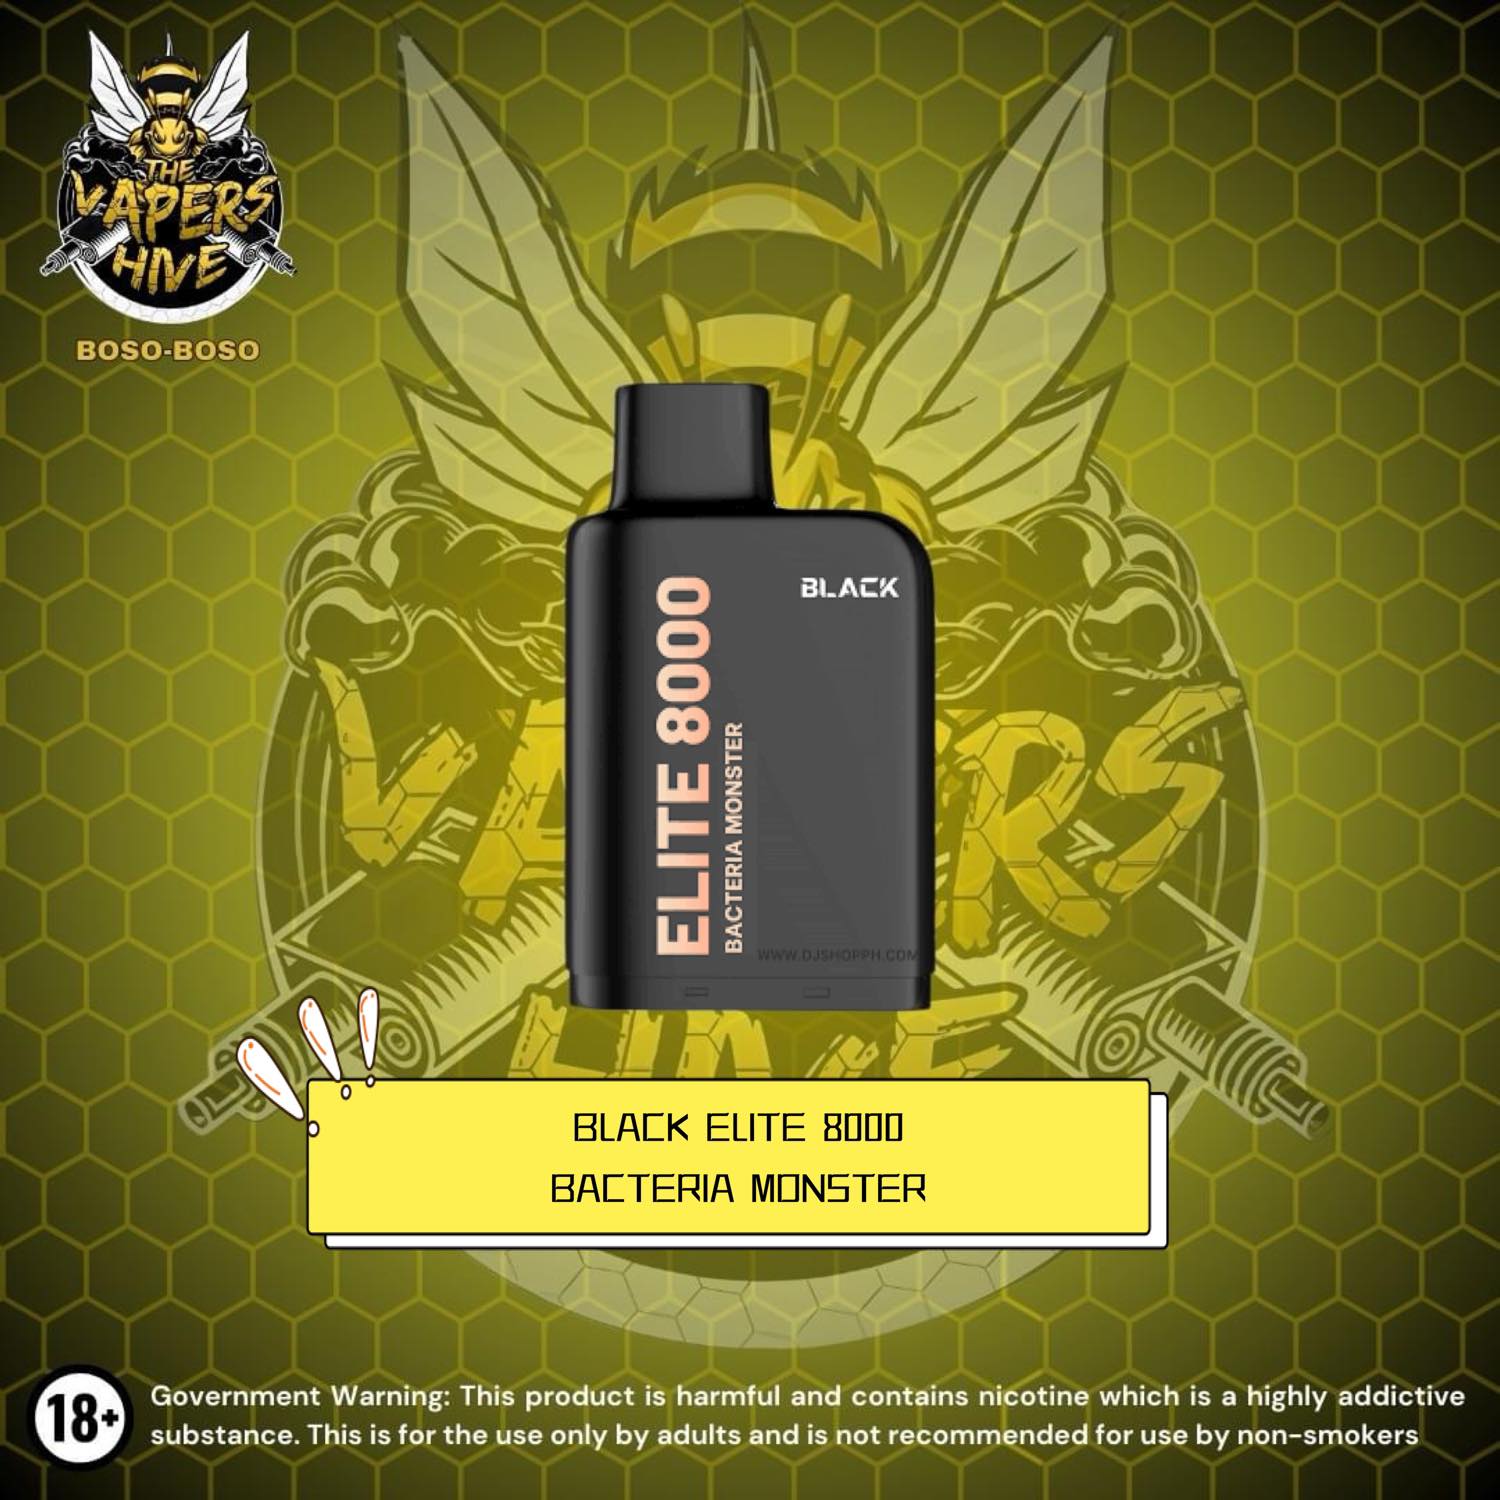 THE
VAPERS
HIVE
BOSO-BOSO
BLACK
ELITE 8000
BACTERIA MONSTER
WWW.DJSHOPPH.COM
BLACK ELITE 8000
BACTERIA MONSTER
18+
Government Warning: This product is harmful and contains nicotine which is a highly addictive
substance. This is for the use only by adults and is not recommended for use by non-smokers